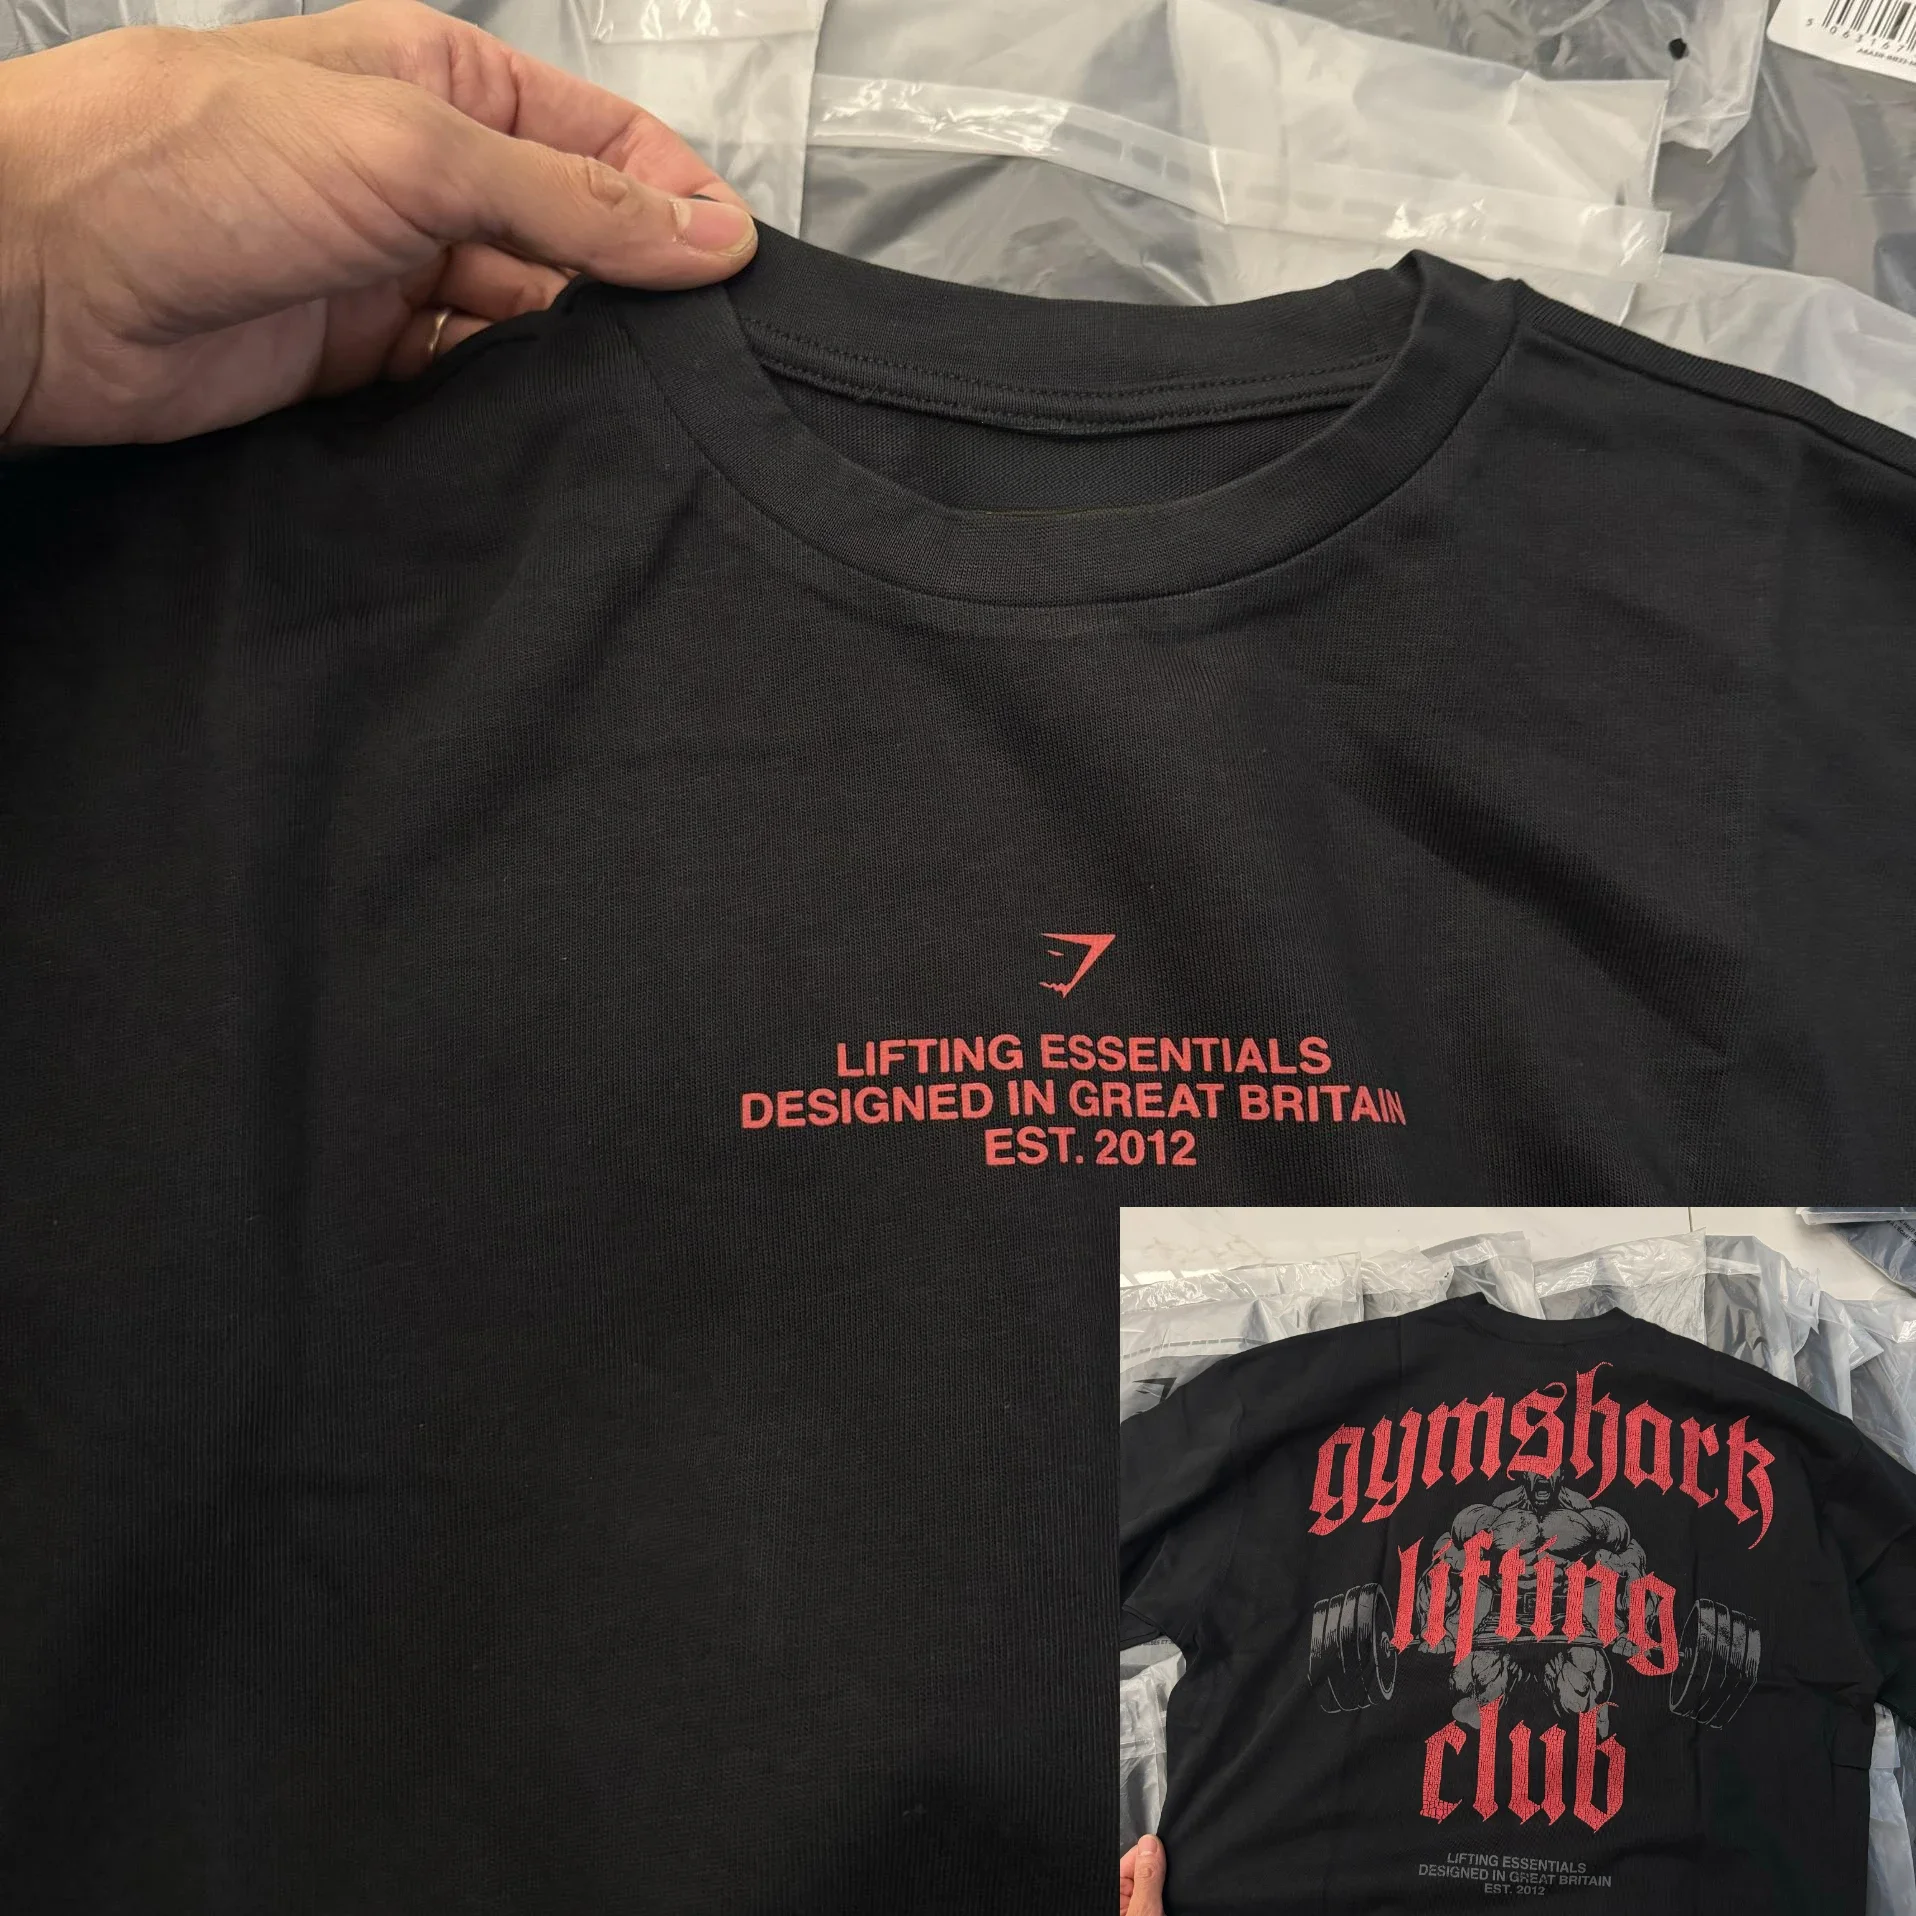 LIFTING ESSENTIALS
DESIGNED IN GREAT BRITAIN
EST. 2012
gymshark
lifting
club
LIFTING ESSENTIALS
DESIGNED IN GREAT BRITAIN
EST. 2012